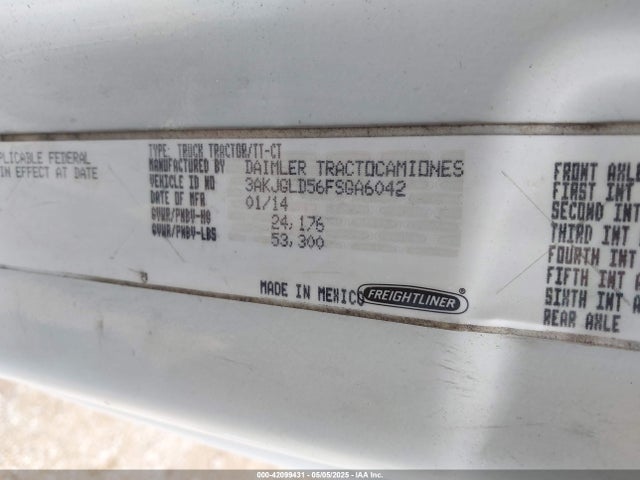 PLICABLE FEDERAL
IN EFFECT AT DATE
TYPE: TRUCK TRACTOR/TT-CT
MANUFACTURED BY DAIMLER TRACTOCAMIONES
VEHICLE ID NO 3AKJGLD56FSGA6042
DATE OF MFR 01/14
GVWR/PNBV-KG 24,176
GVWR/PNBV-LBS 53,300
MADE IN MEXICO
FREIGHTLINER®
FRONT AXLE
FIRST INT
SECOND INT
THIRD INT
FOURTH INT
FIFTH INT A
SIXTH INT A
REAR AXLE
000-42099431 - 05/05/2025 - IAA Inc.